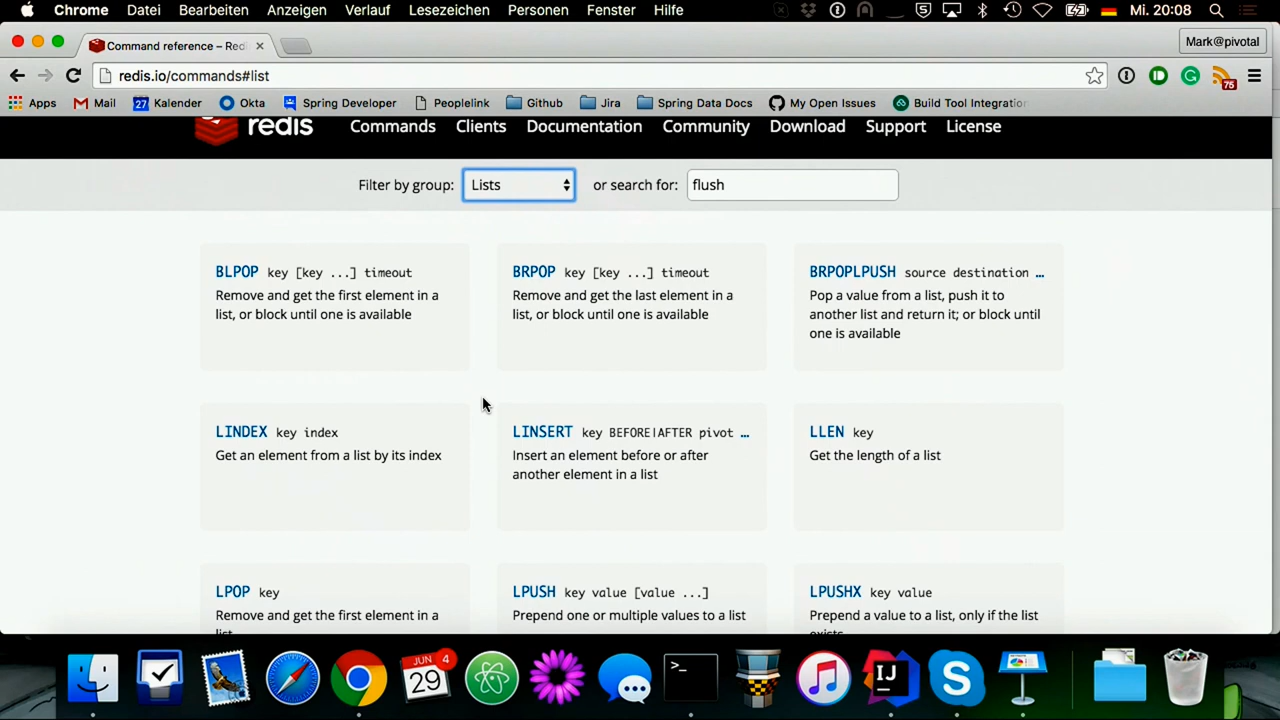 Chrome Datei Bearbeiten Anzeigen Verlauf Lesezeichen Personen Fenster Hilfe Mi. 20:08
Command reference – Red × Mark@pivotal
redis.io/commands#list
Apps Mail 27 Kalender Okta Spring Developer Peoplelink Github Jira Spring Data Docs My Open Issues Build Tool Integration 75
redis Commands Clients Documentation Community Download Support License
Filter by group: Lists or search for: flush
BLPOP key [key ...] timeout
Remove and get the first element in a
list, or block until one is available
BRPOP key [key ...] timeout
Remove and get the last element in a
list, or block until one is available
BRPOPLPUSH source destination …
Pop a value from a list, push it to
another list and return it; or block until
one is available
LINDEX key index
Get an element from a list by its index
LINSERT key BEFORE|AFTER pivot …
Insert an element before or after
another element in a list
LLEN key
Get the length of a list
LPOP key
Remove and get the first element in a
list
LPUSH key value [value ...]
Prepend one or multiple values to a list
LPUSHX key value
Prepend a value to a list, only if the list
exists
JUN 4
29
>_
IJ
S